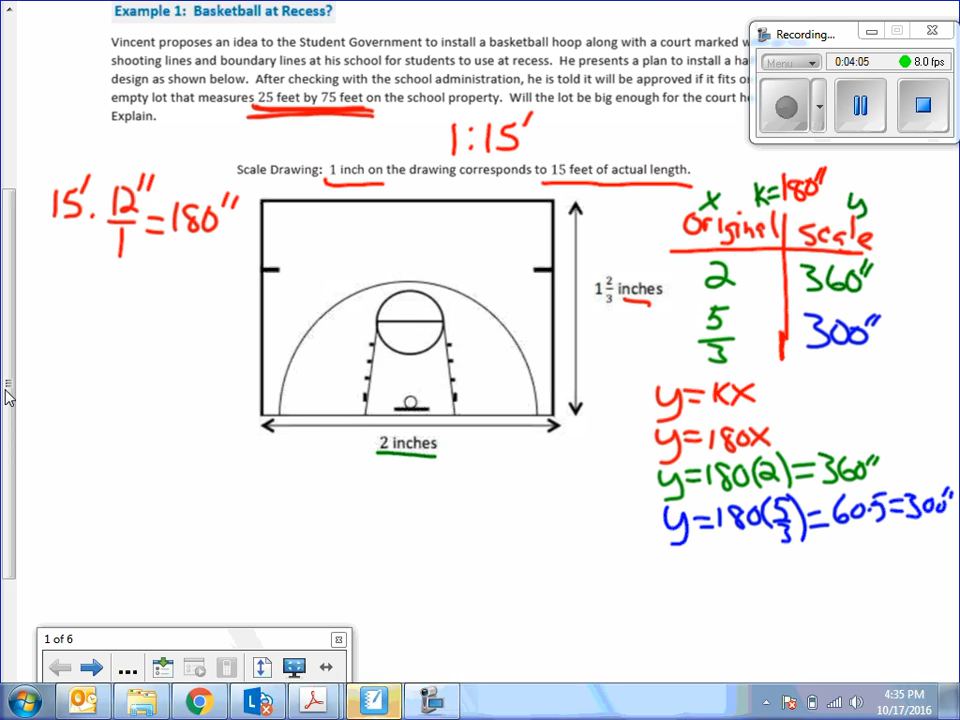 Example 1: Basketball at Recess?
Vincent proposes an idea to the Student Government to install a basketball hoop along with a court marked w
shooting lines and boundary lines at his school for students to use at recess. He presents a plan to install a ha
design as shown below. After checking with the school administration, he is told it will be approved if it fits o
empty lot that measures 25 feet by 75 feet on the school property. Will the lot be big enough for the court he
Explain.
Recording...
Menu
0:04:05
8.0 fps
1:15'
Scale Drawing: 1 inch on the drawing corresponds to 15 feet of actual length.
15' · 12"/1 = 180"
x k=180" y
original scale
2 360"
5/3 300"
1 2/3 inches
2 inches
y=kx
y=180x
y=180(2)=360"
y=180(5/3)=60·5=300"
1 of 6
4:35 PM
10/17/2016